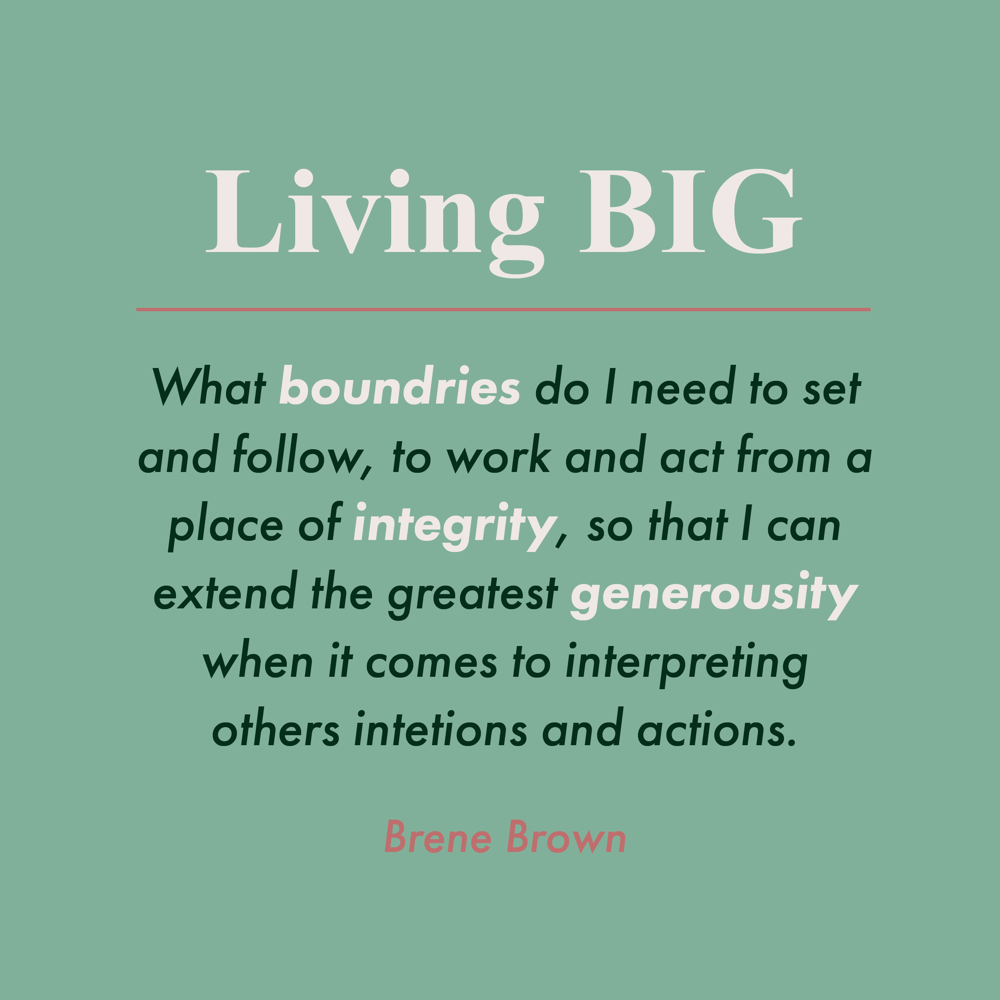 Living BIG
What boundries do I need to set
and follow, to work and act from a
place of integrity, so that I can
extend the greatest generousity
when it comes to interpreting
others intetions and actions.
Brene Brown